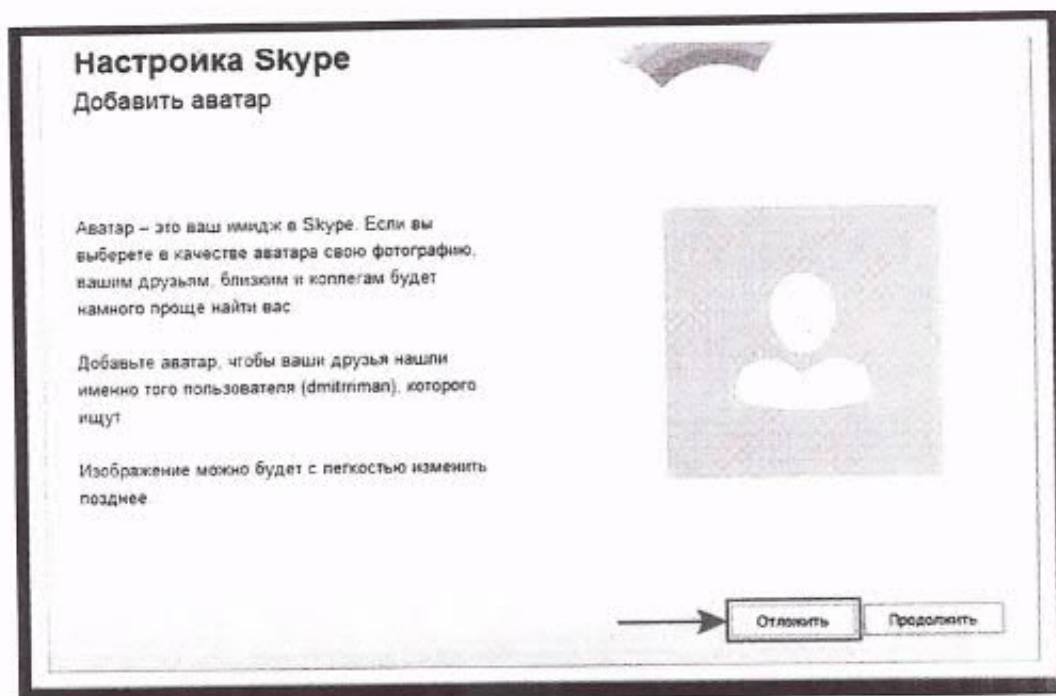 Настройка Skype
Добавить аватар
Аватар – это ваш имидж в Skype. Если вы
выберете в качестве аватара свою фотографию,
вашим друзьям, близким и коллегам будет
намного проще найти вас
Добавьте аватар, чтобы ваши друзья нашли
именно того пользователя (dmitrriman), которого
ищут
Изображение можно будет с легкостью изменить
позднее
Отложить
Продолжить